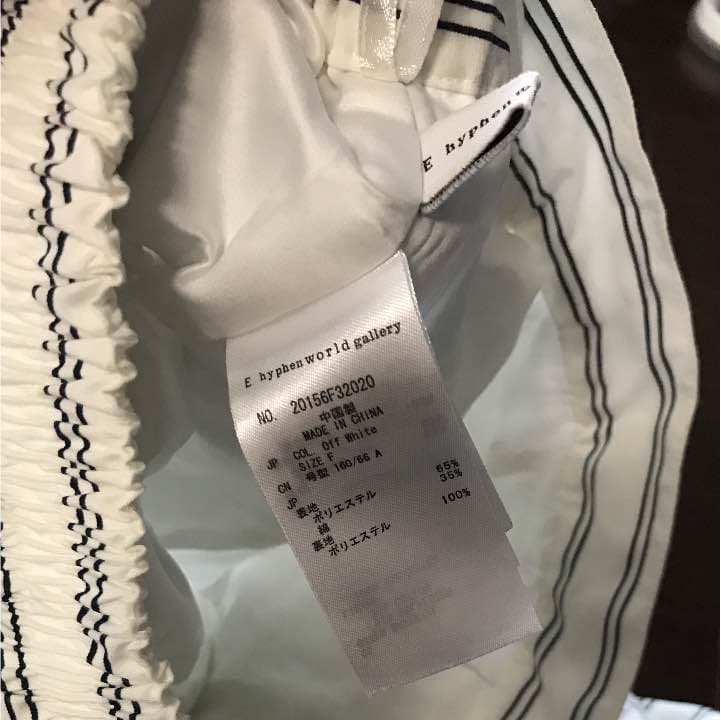 E hyphen
E hyphen world gallery
NO. 20156F32020
中国製
MADE IN CHINA
JP COL. Off White
SIZE F
CN 号型 160/66 A
JP
表地
ポリエステル 65%
綿 35%
裏地
ポリエステル 100%